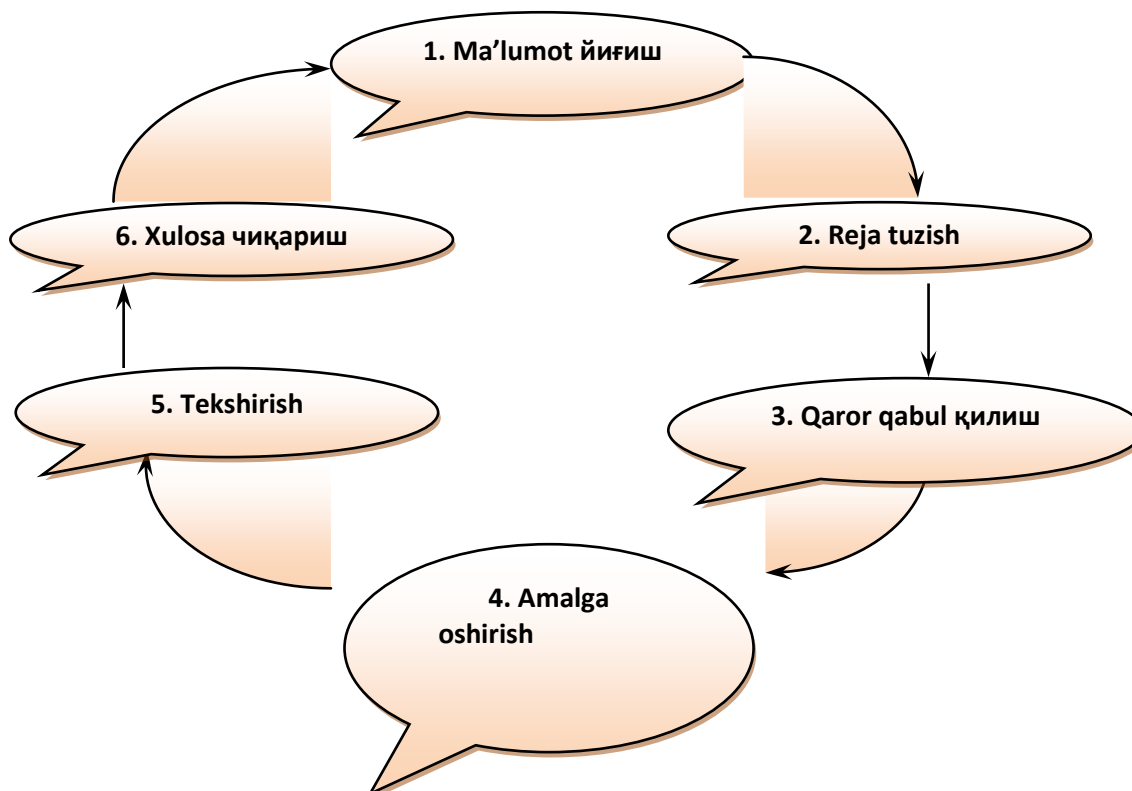 1. Ma’lumot йиғиш
2. Reja tuzish
3. Qaror qabul қилиш
4. Amalga
oshirish
5. Tekshirish
6. Xulosa чиқариш